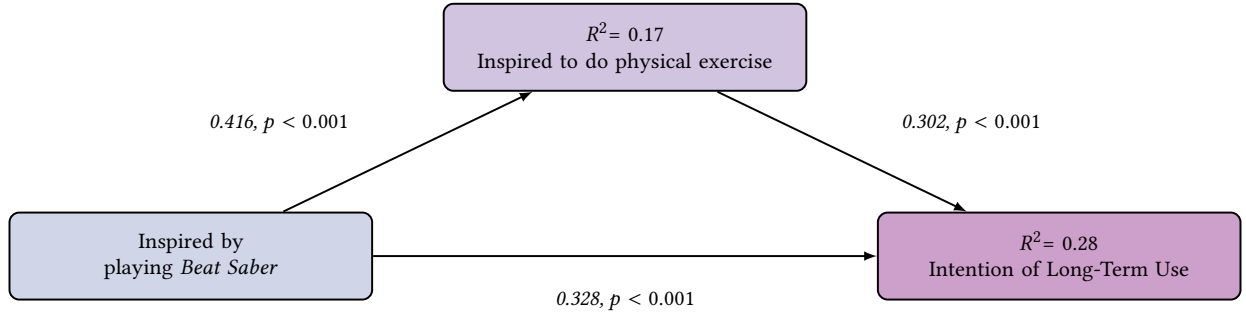 R²= 0.17
Inspired to do physical exercise
0.416, p < 0.001
0.302, p < 0.001
Inspired by
playing Beat Saber
R²= 0.28
Intention of Long-Term Use
0.328, p < 0.001